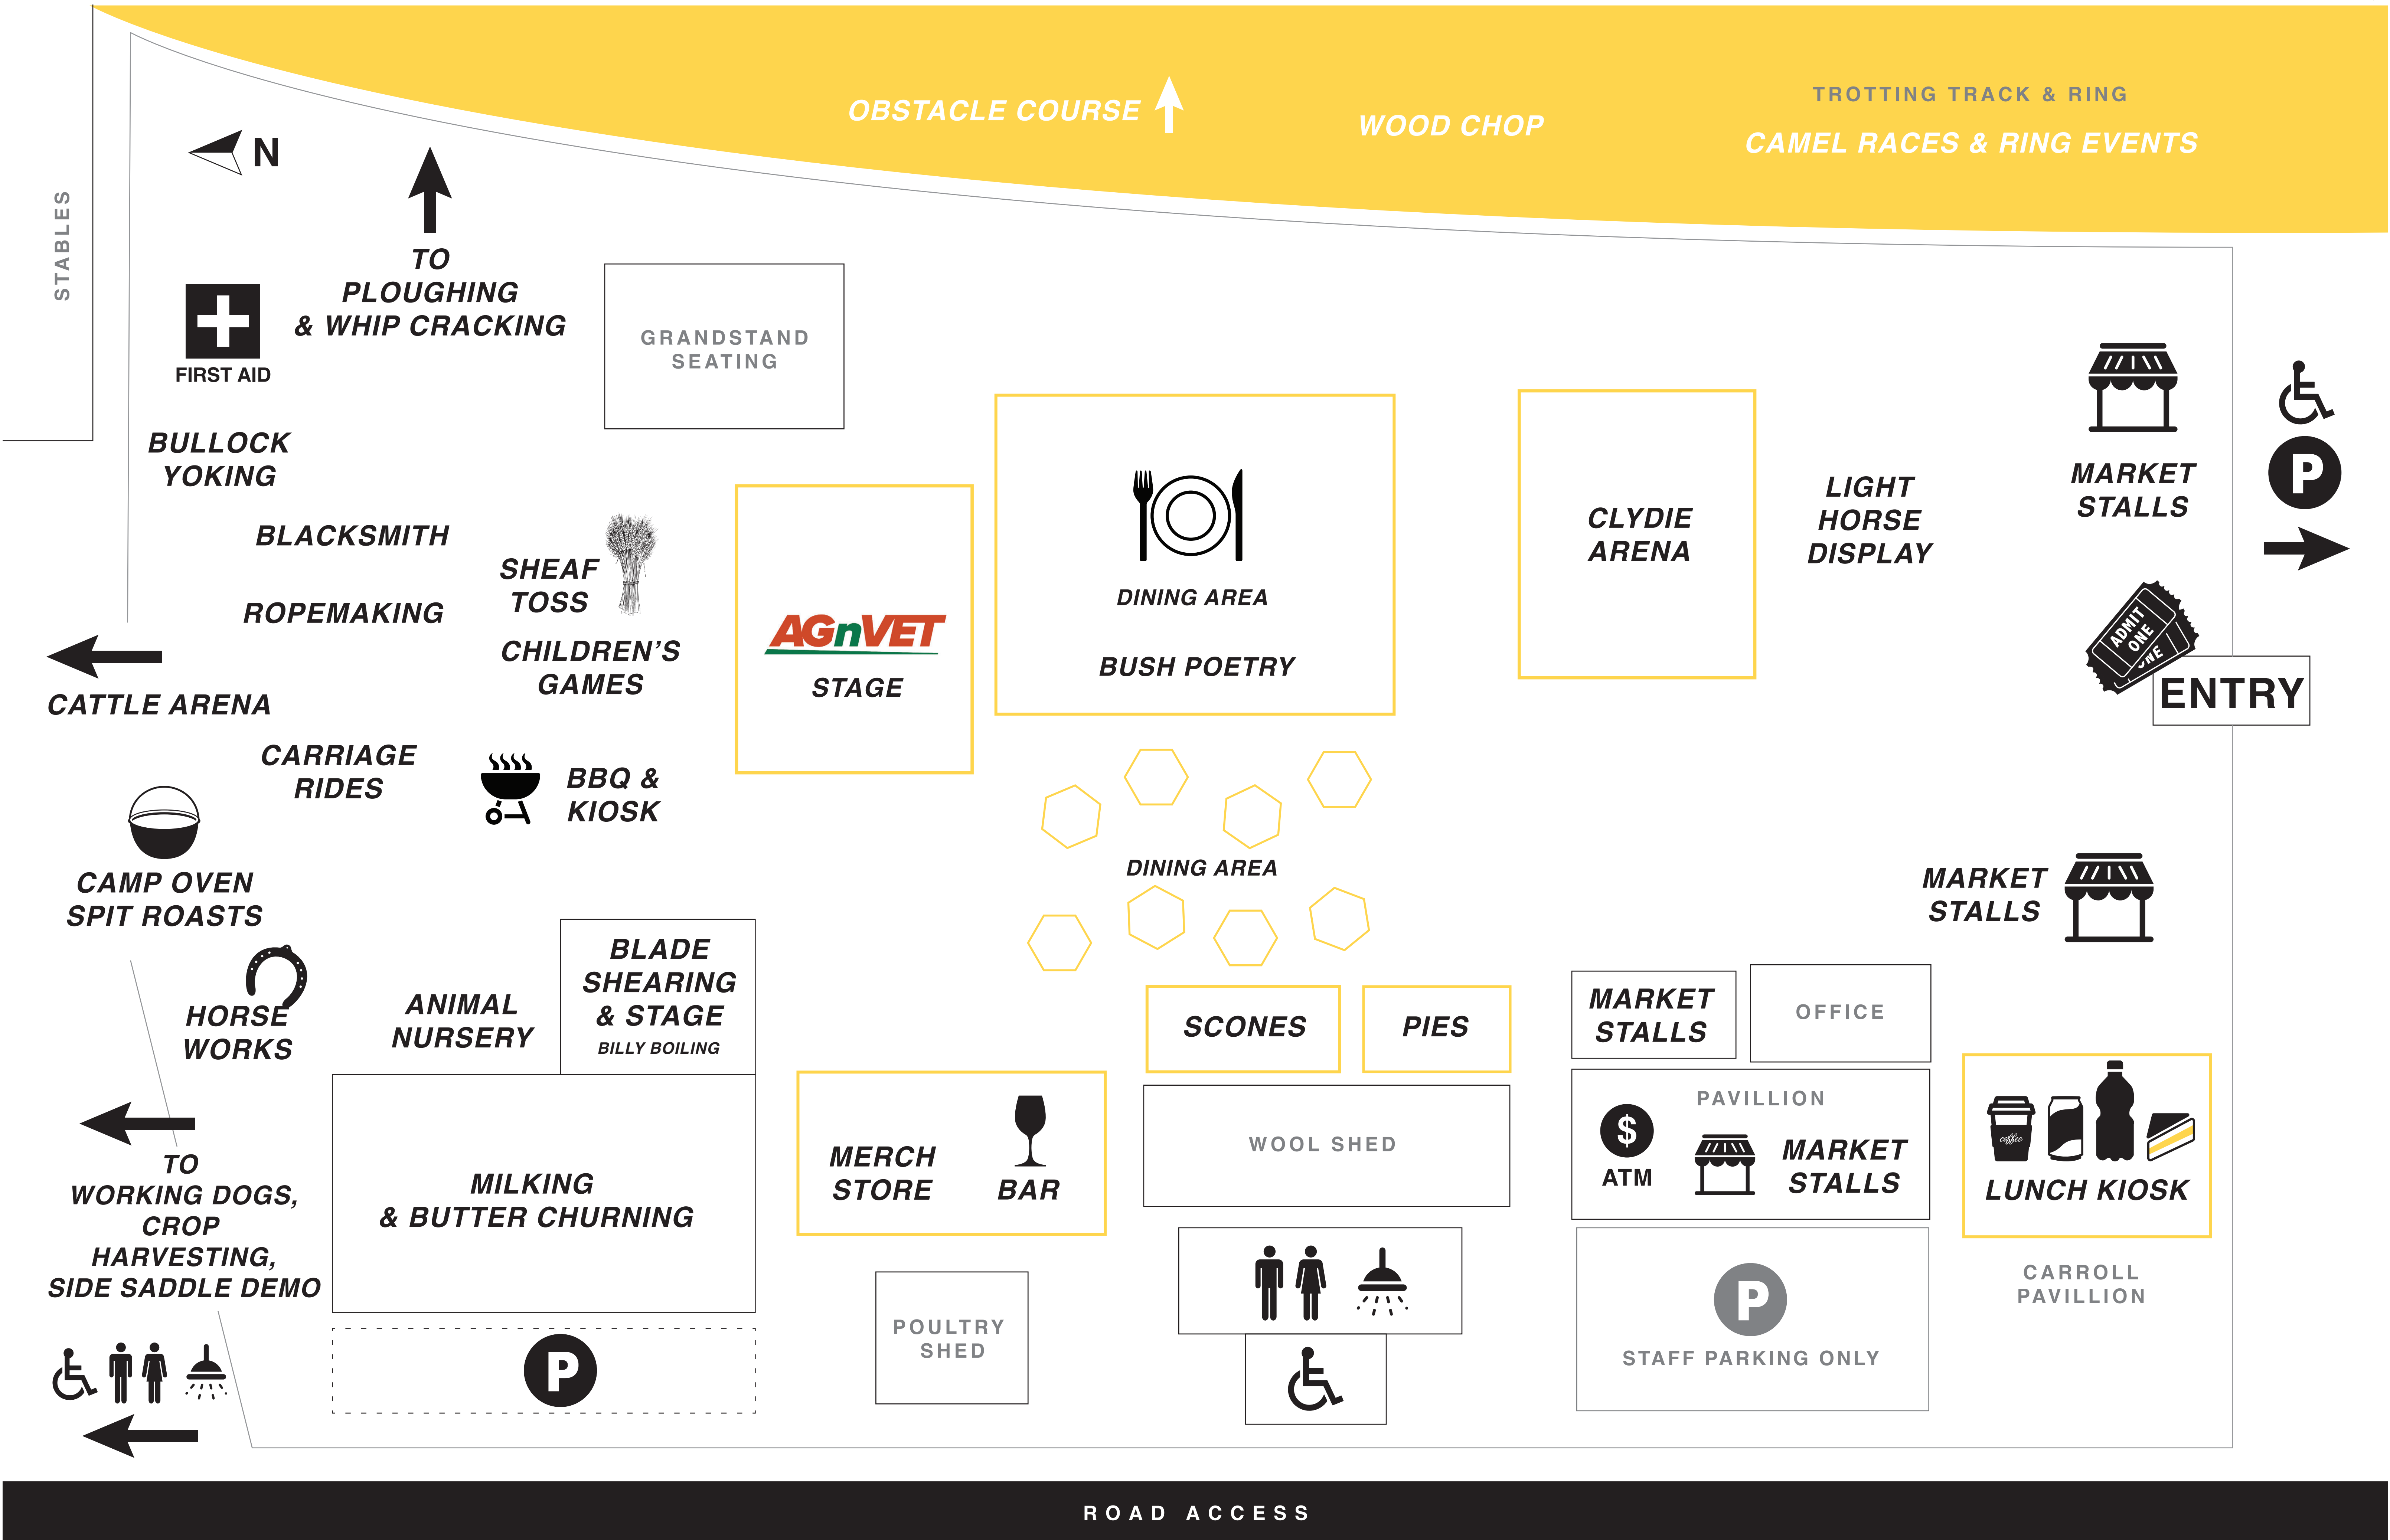 OBSTACLE COURSE
WOOD CHOP
TROTTING TRACK & RING
CAMEL RACES & RING EVENTS
STABLES
N
TO
PLOUGHING
& WHIP CRACKING
FIRST AID
GRANDSTAND
SEATING
BULLOCK
YOKING
BLACKSMITH
ROPEMAKING
SHEAF
TOSS
CHILDREN'S
GAMES
AGnVET
STAGE
DINING AREA
BUSH POETRY
CLYDIE
ARENA
LIGHT
HORSE
DISPLAY
MARKET
STALLS
P
ADMIT
ONE
ONE
ENTRY
CATTLE ARENA
CARRIAGE
RIDES
BBQ &
KIOSK
CAMP OVEN
SPIT ROASTS
DINING AREA
MARKET
STALLS
HORSE
WORKS
ANIMAL
NURSERY
BLADE
SHEARING
& STAGE
BILLY BOILING
SCONES
PIES
MARKET
STALLS
OFFICE
TO
WORKING DOGS,
CROP
HARVESTING,
SIDE SADDLE DEMO
MILKING
& BUTTER CHURNING
MERCH
STORE
BAR
WOOL SHED
PAVILLION
$
ATM
MARKET
STALLS
coffee
LUNCH KIOSK
CARROLL
PAVILLION
P
POULTRY
SHED
P
STAFF PARKING ONLY
ROAD ACCESS